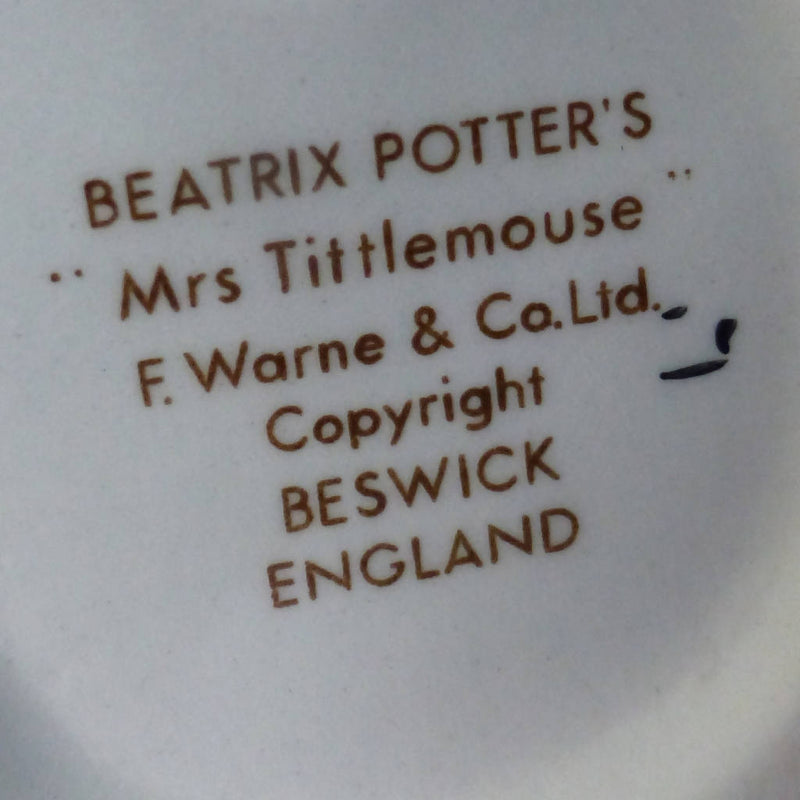 BEATRIX POTTER'S
"Mrs Tittlemouse"
F. Warne & Co.Ltd.
Copyright
BESWICK
ENGLAND